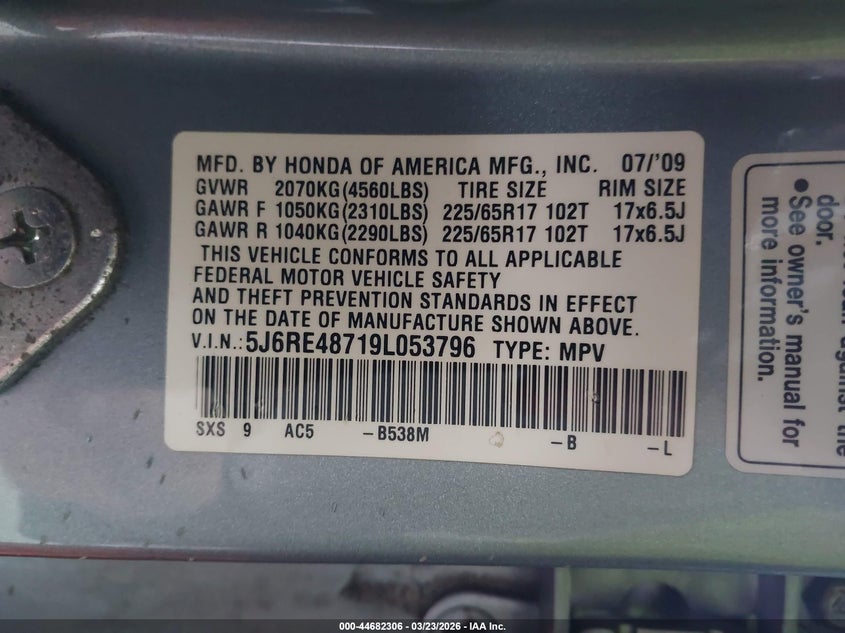 MFD. BY HONDA OF AMERICA MFG., INC. 07/'09
GVWR 2070KG(4560LBS) TIRE SIZE RIM SIZE
GAWR F 1050KG(2310LBS) 225/65R17 102T 17x6.5J
GAWR R 1040KG(2290LBS) 225/65R17 102T 17x6.5J
THIS VEHICLE CONFORMS TO ALL APPLICABLE
FEDERAL MOTOR VEHICLE SAFETY
AND THEFT PREVENTION STANDARDS IN EFFECT
ON THE DATE OF MANUFACTURE SHOWN ABOVE.
V.I.N.: 5J6RE48719L053796 TYPE: MPV
SXS 9 AC5 -B538M -B -L
against the
door.
• See owner's manual for
more information.
000-44682306 - 03/23/2026 - IAA Inc.